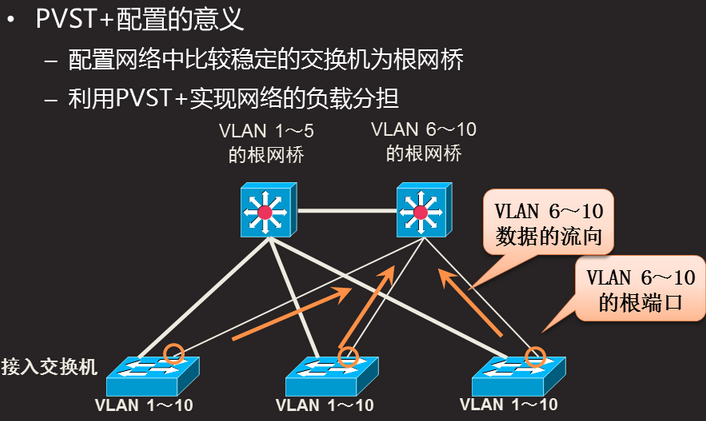 • PVST+配置的意义
– 配置网络中比较稳定的交换机为根网桥
– 利用PVST+实现网络的负载分担
VLAN 1～5
的根网桥
VLAN 6～10
的根网桥
VLAN 6～10
数据的流向
VLAN 6～10
的根端口
接入交换机
VLAN 1～10
VLAN 1～10
VLAN 1～10